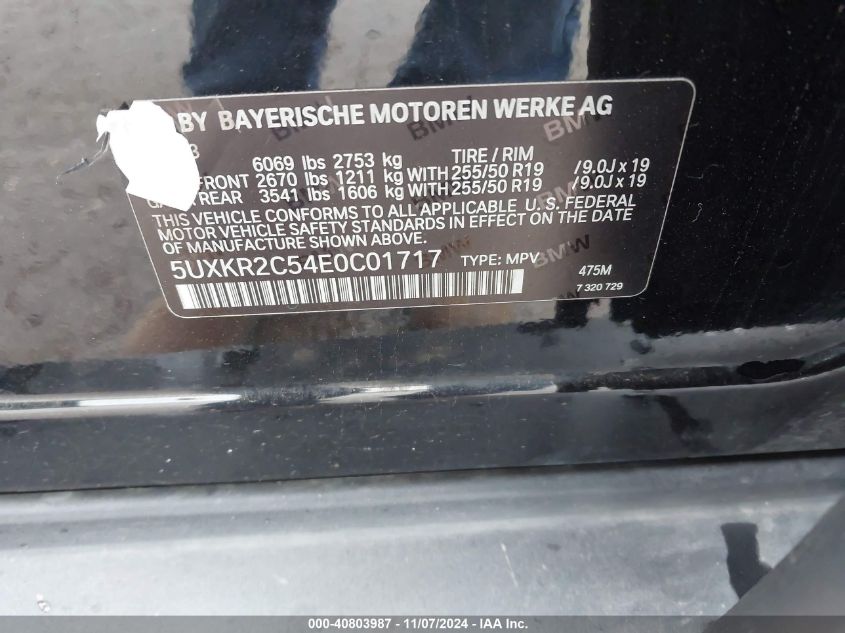 BY BAYERISCHE MOTOREN WERKE AG
3
6069 lbs 2753 kg TIRE / RIM
FRONT 2670 lbs 1211 kg WITH 255/50 R19 /9.0J x 19
/REAR 3541 lbs 1606 kg WITH 255/50 R19 /9.0J x 19
THIS VEHICLE CONFORMS TO ALL APPLICABLE U.S. FEDERAL
MOTOR VEHICLE SAFETY STANDARDS IN EFFECT ON THE DATE
OF MANUFACTURE SHOWN ABOVE.
5UXKR2C54E0C01717 TYPE: MPV 475M
7 320 729
000-40803987 - 11/07/2024 - IAA Inc.